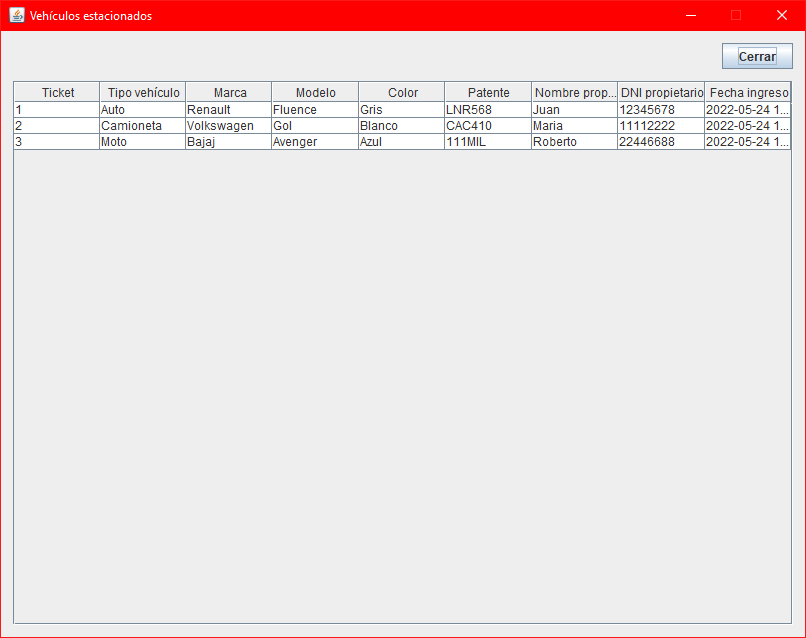 Vehículos estacionados
Cerrar
Ticket Tipo vehículo Marca Modelo Color Patente Nombre prop... DNI propietario Fecha ingreso
1 Auto Renault Fluence Gris LNR568 Juan 12345678 2022-05-24 1...
2 Camioneta Volkswagen Gol Blanco CAC410 Maria 11112222 2022-05-24 1...
3 Moto Bajaj Avenger Azul 111MIL Roberto 22446688 2022-05-24 1...